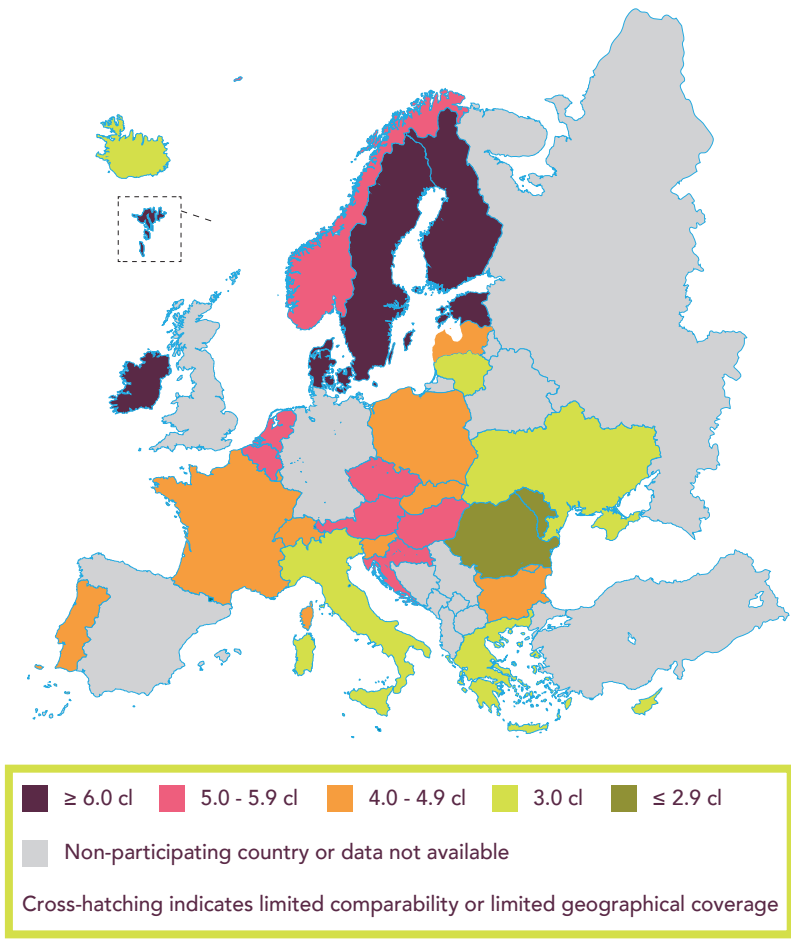 ≥ 6.0 cl 5.0 - 5.9 cl 4.0 - 4.9 cl 3.0 cl ≤ 2.9 cl
Non-participating country or data not available
Cross-hatching indicates limited comparability or limited geographical coverage